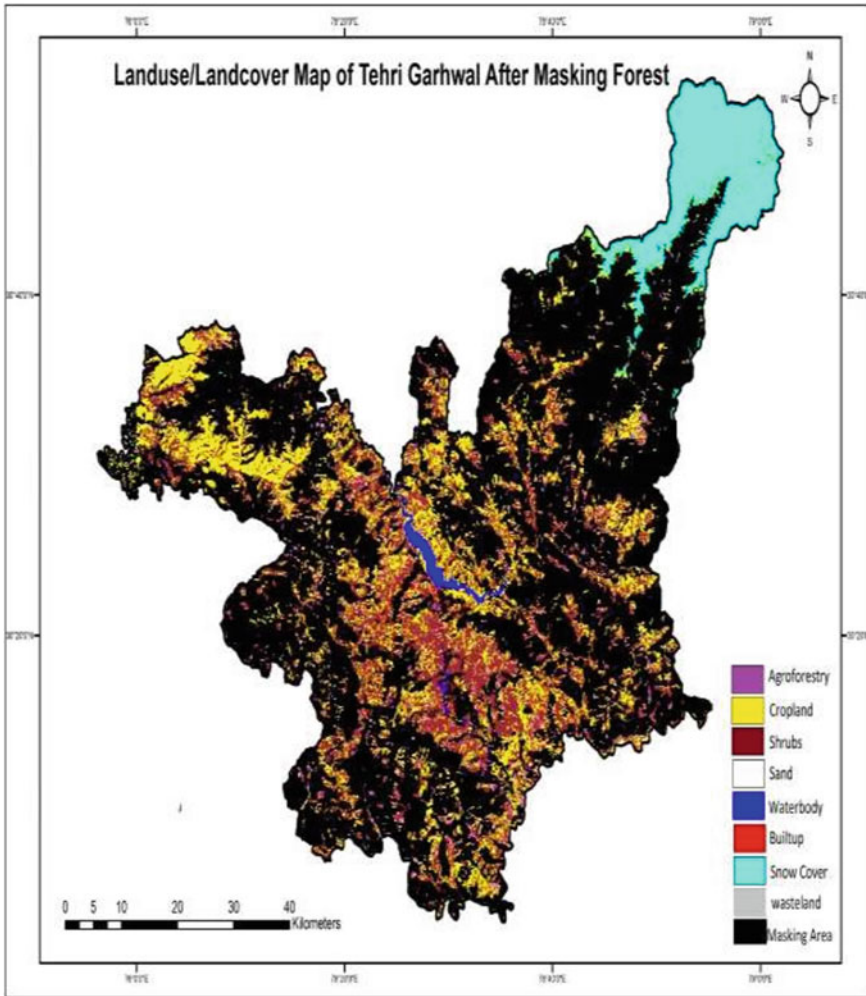 Landuse/Landcover Map of Tehri Garhwal After Masking Forest
N
W E
S
Agroforestry
Cropland
Shrubs
Sand
Waterbody
Builtup
Snow Cover
wasteland
Masking Area
0 5 10 20 30 40
Kilometers